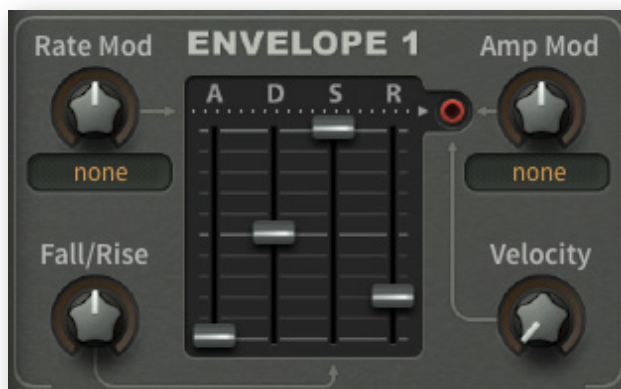 Rate Mod
ENVELOPE 1
Amp Mod
A D S R
none
none
Fall/Rise
Velocity